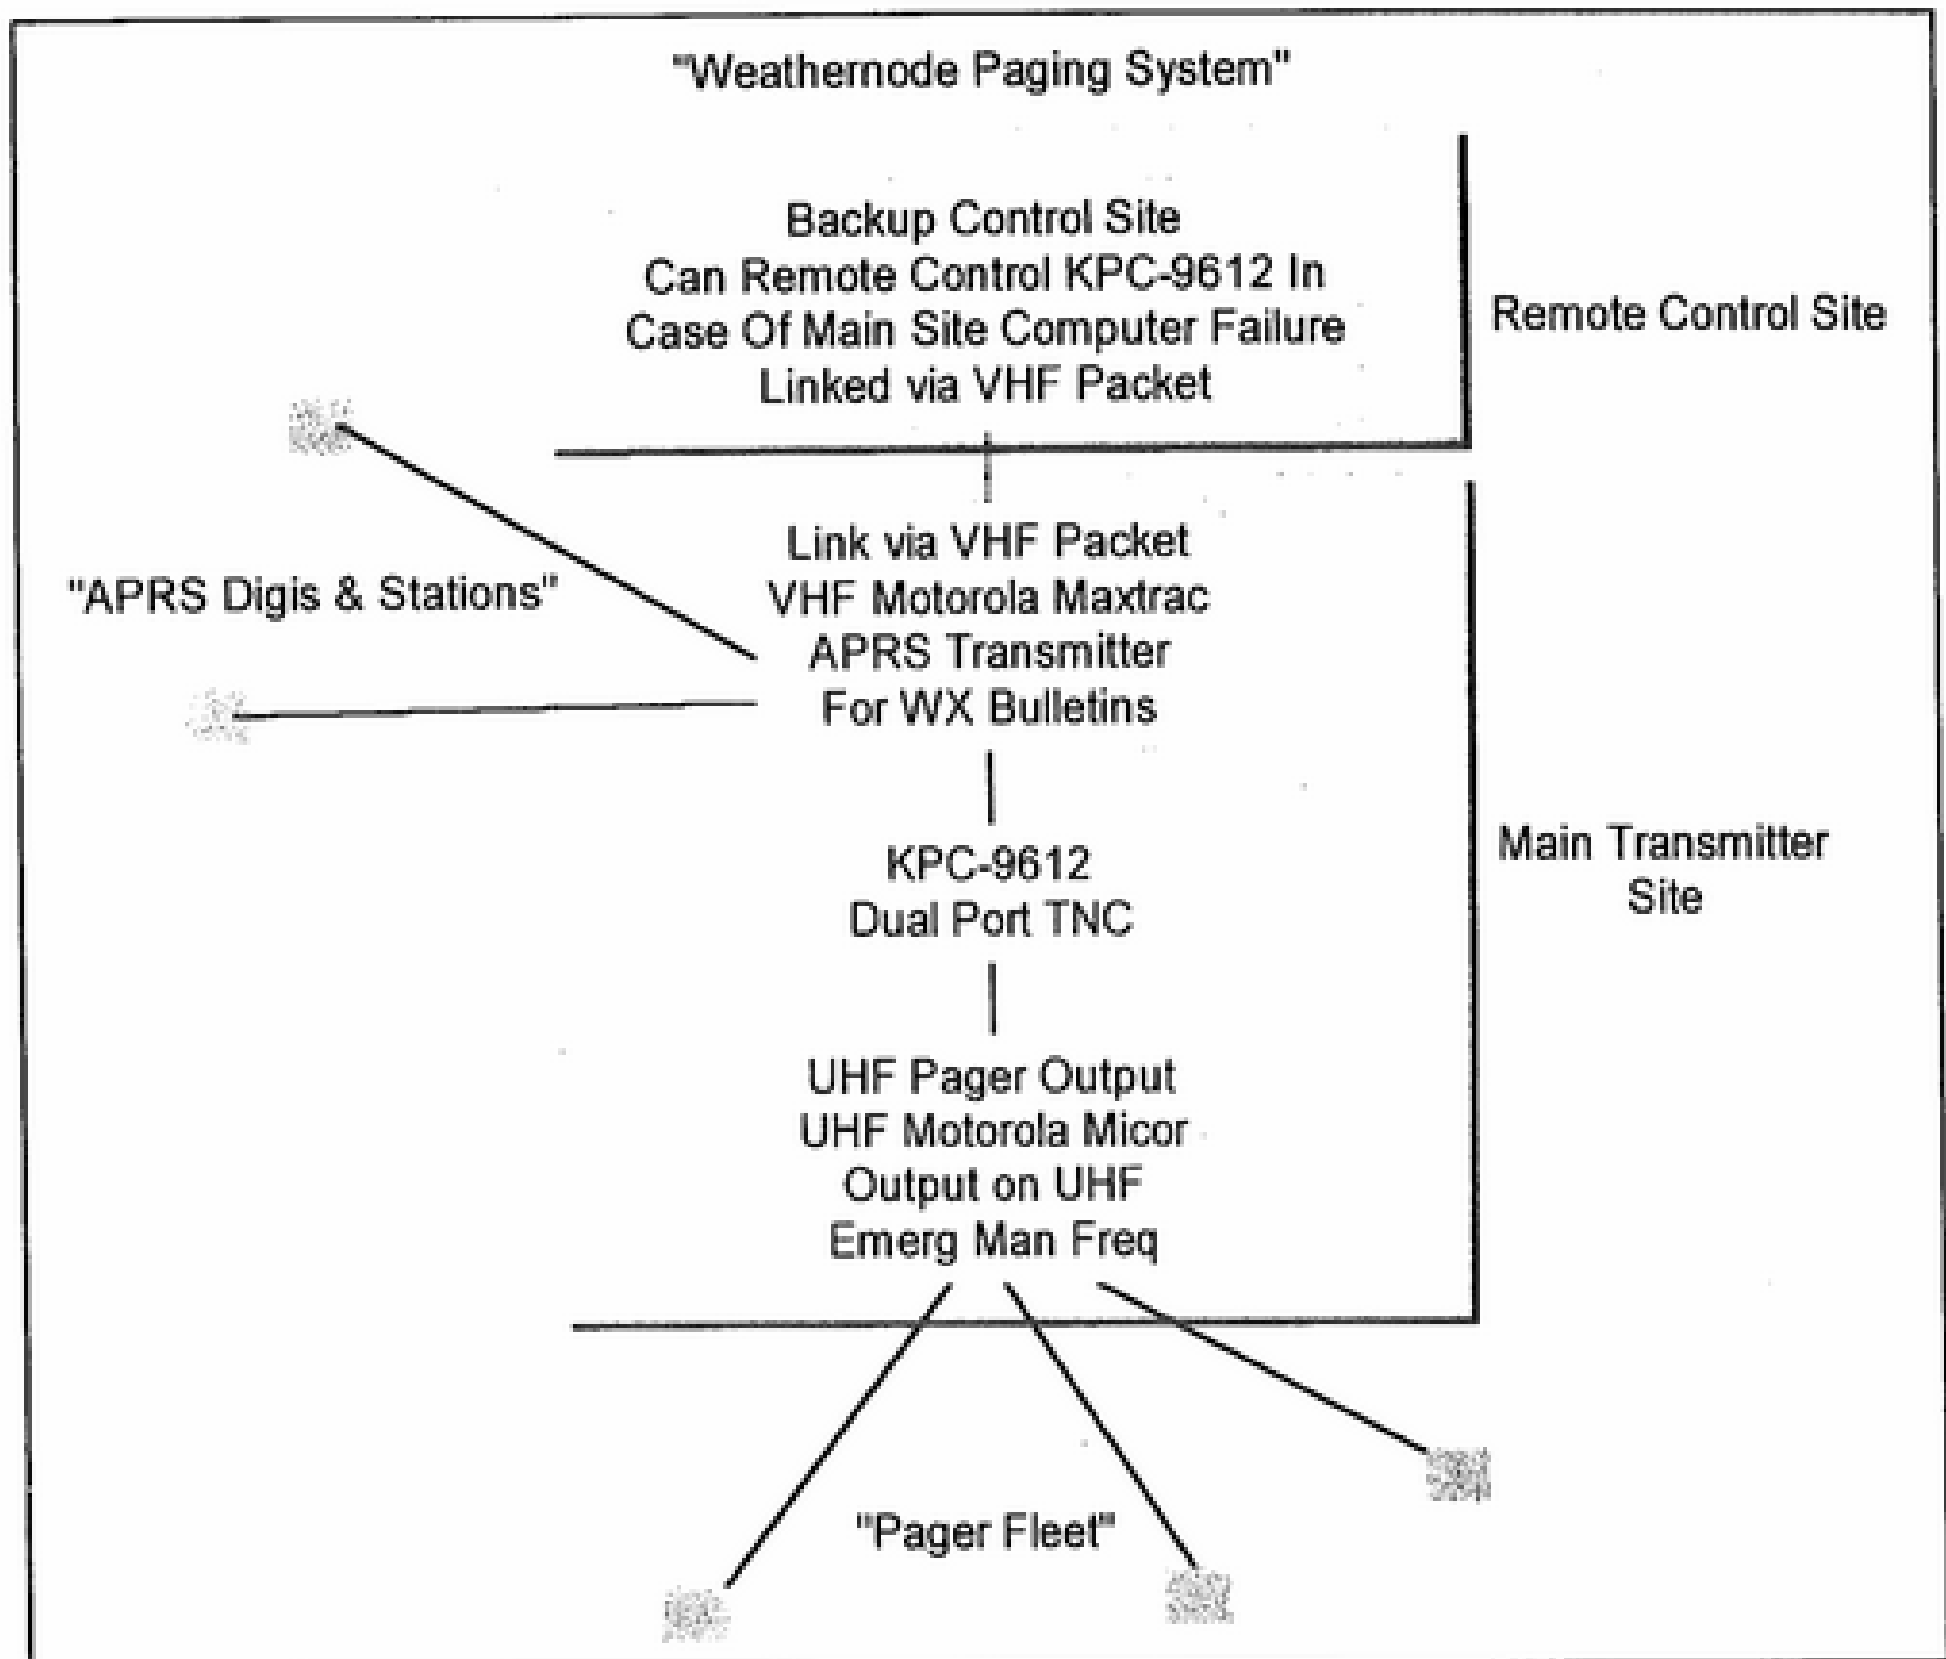 "Weathernode Paging System"
Backup Control Site
Can Remote Control KPC-9612 In
Case Of Main Site Computer Failure
Linked via VHF Packet
Remote Control Site
"APRS Digis & Stations"
Link via VHF Packet
VHF Motorola Maxtrac
APRS Transmitter
For WX Bulletins
KPC-9612
Dual Port TNC
Main Transmitter
Site
UHF Pager Output
UHF Motorola Micor
Output on UHF
Emerg Man Freq
"Pager Fleet"